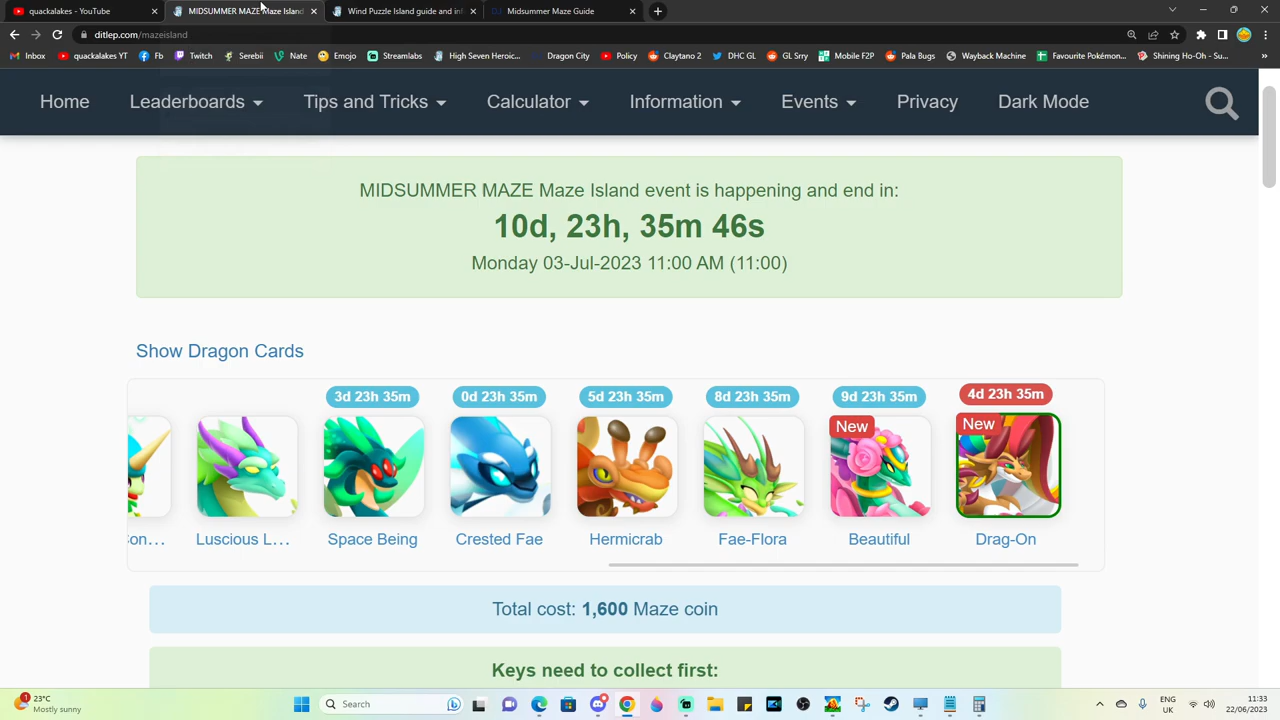 quackalakes - YouTube
MIDSUMMER MAZE Maze Island
Wind Puzzle Island guide and inf
Midsummer Maze Guide
ditlep.com/mazeisland
Inbox
quackalakes YT
Fb
Twitch
Serebii
Nate
Emojo
Streamlabs
High Seven Heroic...
Dragon City
Policy
Claytano 2
DHC GL
GL Srry
Mobile F2P
Pala Bugs
Wayback Machine
Favourite Pokémon...
Shining Ho-Oh - Su...
Home
Leaderboards
Tips and Tricks
Calculator
Information
Events
Privacy
Dark Mode
MIDSUMMER MAZE Maze Island event is happening and end in:
10d, 23h, 35m 46s
Monday 03-Jul-2023 11:00 AM (11:00)
Show Dragon Cards
3d 23h 35m
0d 23h 35m
5d 23h 35m
8d 23h 35m
9d 23h 35m
4d 23h 35m
New
New
Con...
Luscious L...
Space Being
Crested Fae
Hermicrab
Fae-Flora
Beautiful
Drag-On
Total cost: 1,600 Maze coin
Keys need to collect first:
1
23°C
Mostly sunny
Search
ENG
UK
11:33
22/06/2023